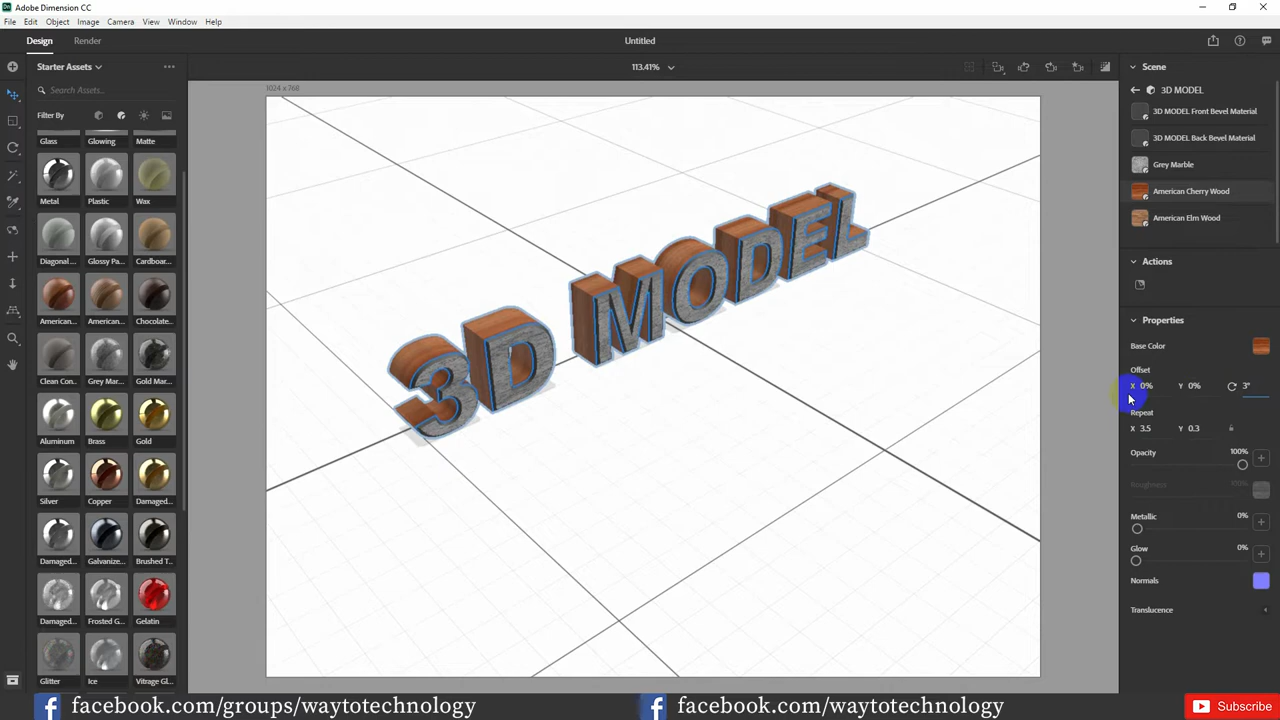 Adobe Dimension CC
File Edit Object Image Camera View Window Help
Design Render Untitled
Starter Assets
113.41%
Search Assets...
Filter By
Glass Glowing Matte
Metal Plastic Wax
Diagonal... Glossy Pa... Cardboar...
American... American... Chocolate...
Clean Con... Grey Mar... Gold Mar...
Aluminum Brass Gold
Silver Copper Damaged...
Damaged... Galvanize... Brushed T...
Damaged... Frosted G... Gelatin
Glitter Ice Vitrage Gl...
1024 x 768
3D MODEL
Scene
3D MODEL
3D MODEL Front Bevel Material
3D MODEL Back Bevel Material
Grey Marble
American Cherry Wood
American Elm Wood
Actions
Properties
Base Color
Offset
X 0% Y 0% 3°
Repeat
X 3.5 Y 0.3
Opacity 100%
Roughness 100%
Metallic 0%
Glow 0%
Normals
Translucence
facebook.com/groups/waytotechnology
facebook.com/waytotechnology
Subscribe